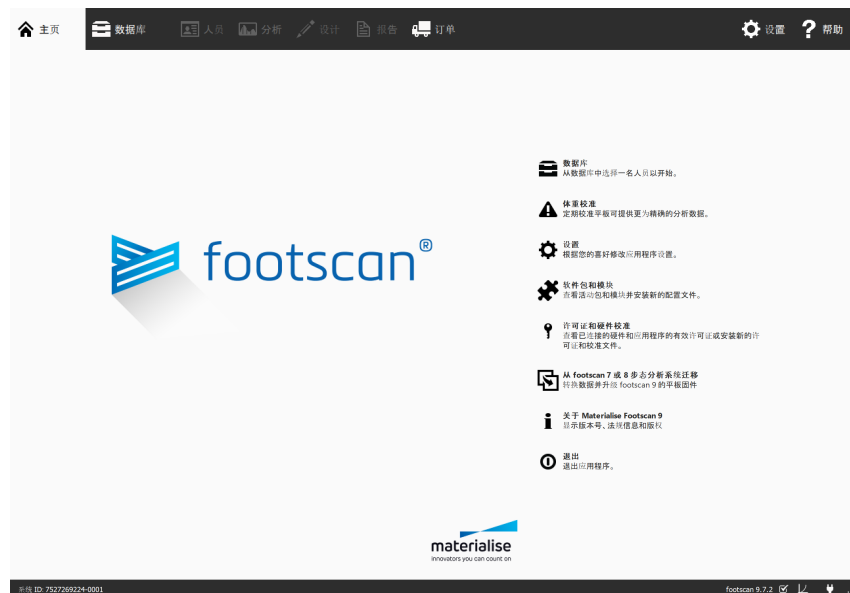 主页
数据库
人员
分析
设计
报告
订单
设置
帮助
数据库
从数据库中选择一名人员以开始。
体重校准
定期校准平板可提供更为精确的分析数据。
设置
根据您的喜好修改应用程序设置。
软件包和模块
查看活动包和模块并安装新的配置文件。
许可证和硬件校准
查看已连接的硬件和应用程序的有效许可证或安装新的许
可证和校准文件。
footscan®
从 footscan 7 或 8 步态分析系统迁移
转换数据并升级 footscan 9 的平板固件
关于 Materialise Footscan 9
显示版本号、法规信息和版权
退出
退出应用程序。
materialise
innovators you can count on
系统 ID: 7527269224-0001
footscan 9.7.2